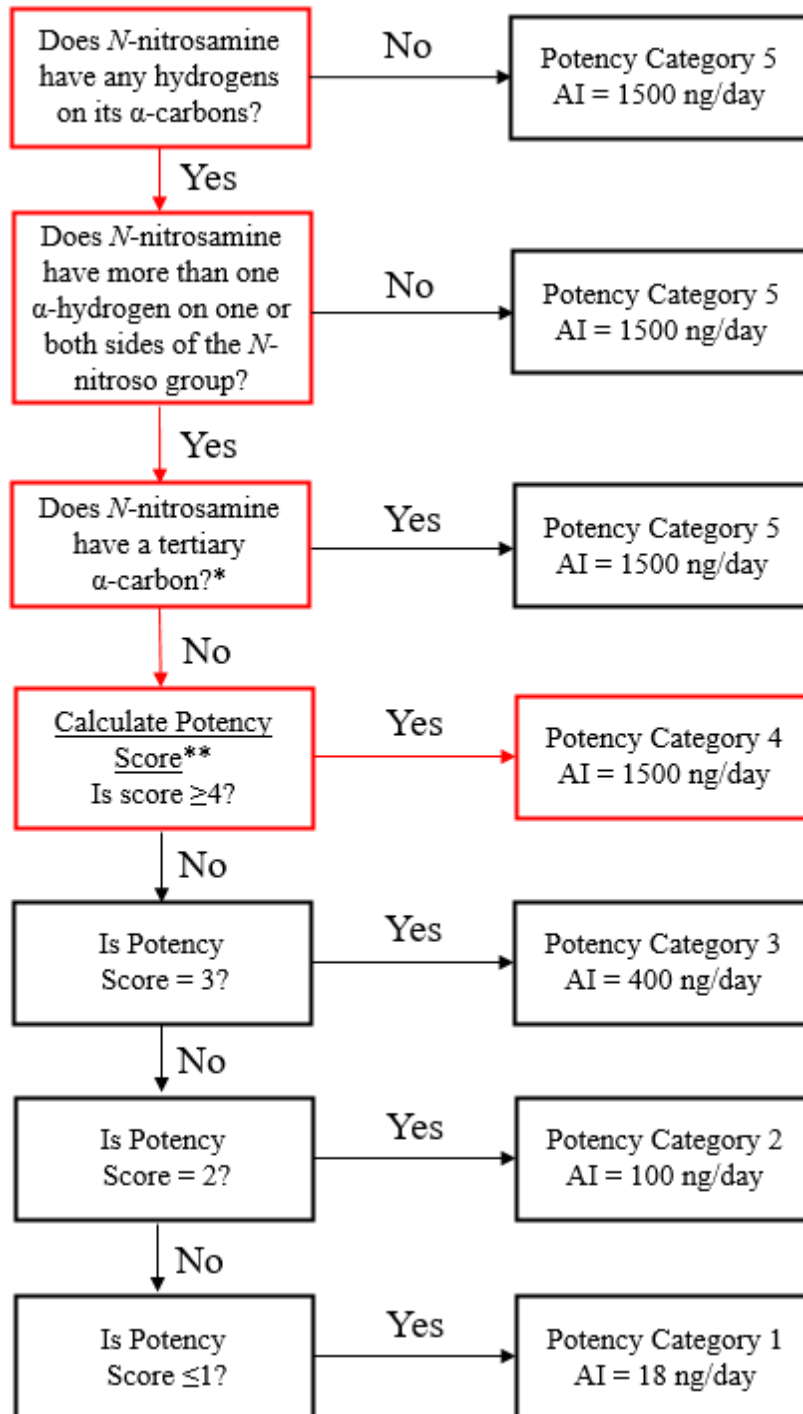 Does N-nitrosamine
have any hydrogens
on its α-carbons?
No
Potency Category 5
AI = 1500 ng/day
Yes
Does N-nitrosamine
have more than one
α-hydrogen on one or
both sides of the N-
nitroso group?
No
Potency Category 5
AI = 1500 ng/day
Yes
Does N-nitrosamine
have a tertiary
α-carbon?*
Yes
Potency Category 5
AI = 1500 ng/day
No
Calculate Potency
Score**
Is score ≥4?
Yes
Potency Category 4
AI = 1500 ng/day
No
Is Potency
Score = 3?
Yes
Potency Category 3
AI = 400 ng/day
No
Is Potency
Score = 2?
Yes
Potency Category 2
AI = 100 ng/day
No
Is Potency
Score ≤1?
Yes
Potency Category 1
AI = 18 ng/day